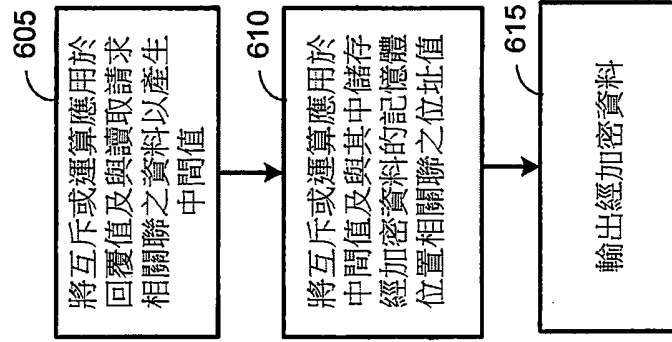 605
將互斥或運算應用於
回覆值及與讀取請求
相關聯之資料以產生
中間值
610
將互斥或運算應用於
中間值及與其中儲存
經加密資料的記憶體
位置相關聯之位址值
615
輸出經加密資料